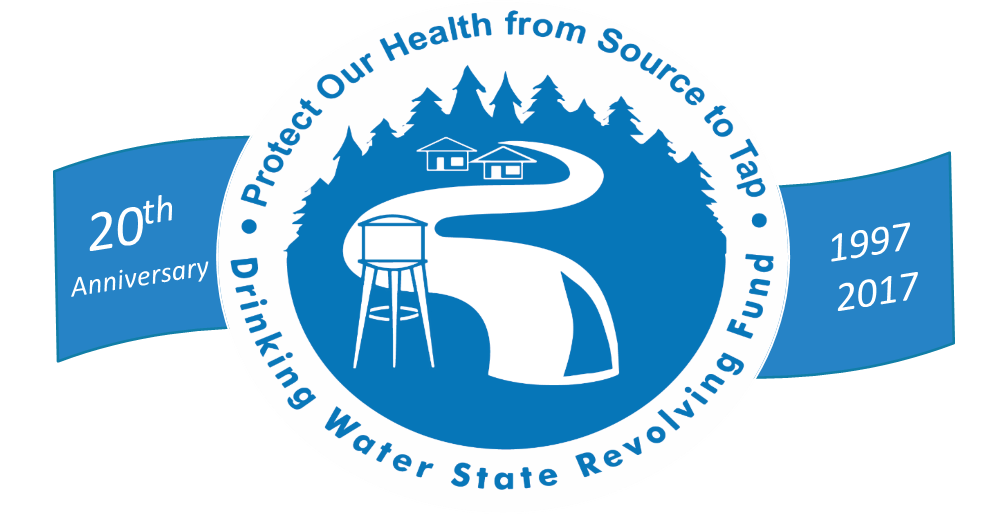 • Protect Our Health from Source to Tap •
Drinking Water State Revolving Fund
20th
Anniversary
1997
2017